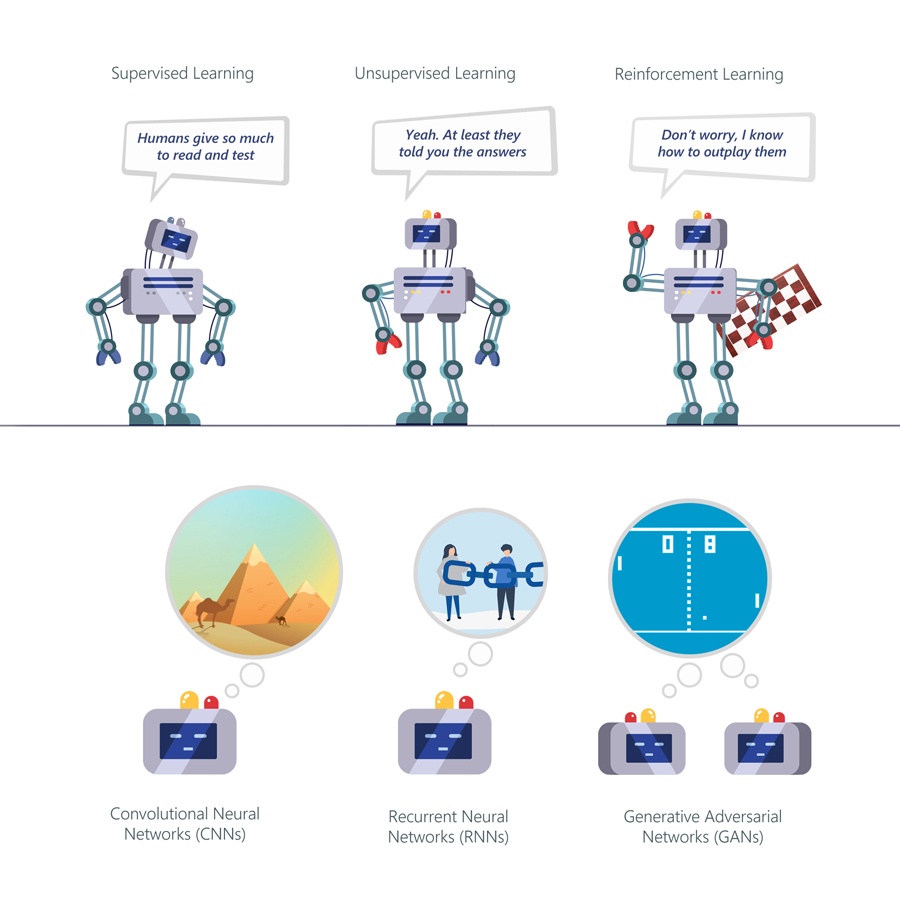 Supervised Learning
Unsupervised Learning
Reinforcement Learning
Humans give so much
to read and test
Yeah. At least they
told you the answers
Don't worry, I know
how to outplay them
0 8
Convolutional Neural
Networks (CNNs)
Recurrent Neural
Networks (RNNs)
Generative Adversarial
Networks (GANs)